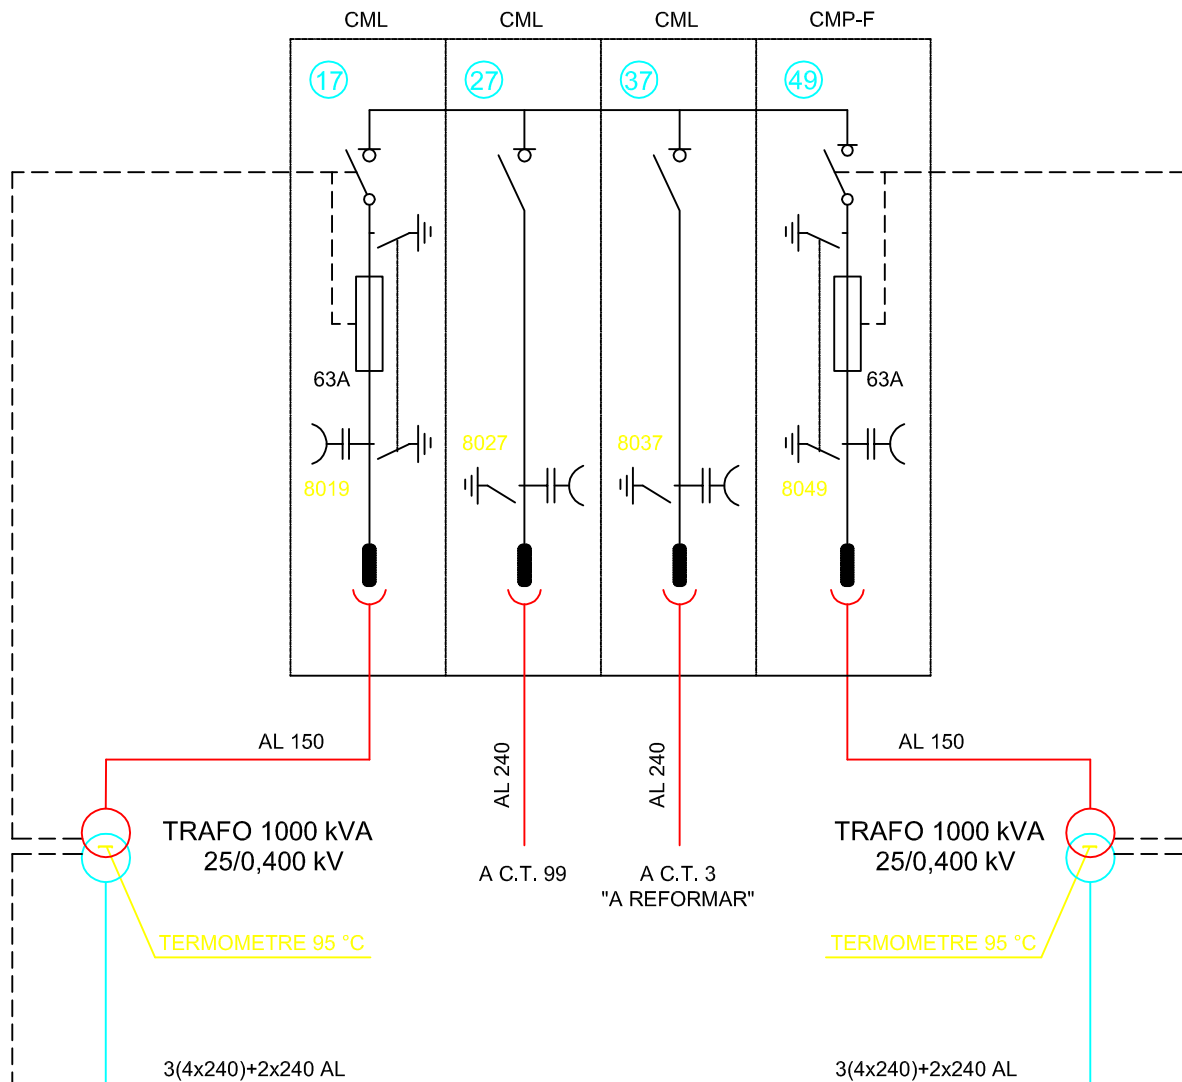 CML
CML
CML
CMP-F
17
27
37
49
63A
63A
8027
8037
8019
8049
AL 150
AL 240
AL 240
AL 150
TRAFO 1000 kVA
25/0,400 kV
TRAFO 1000 kVA
25/0,400 kV
A C.T. 99
A C.T. 3
"A REFORMAR"
TERMOMETRE 95 °C
TERMOMETRE 95 °C
3(4x240)+2x240 AL
3(4x240)+2x240 AL